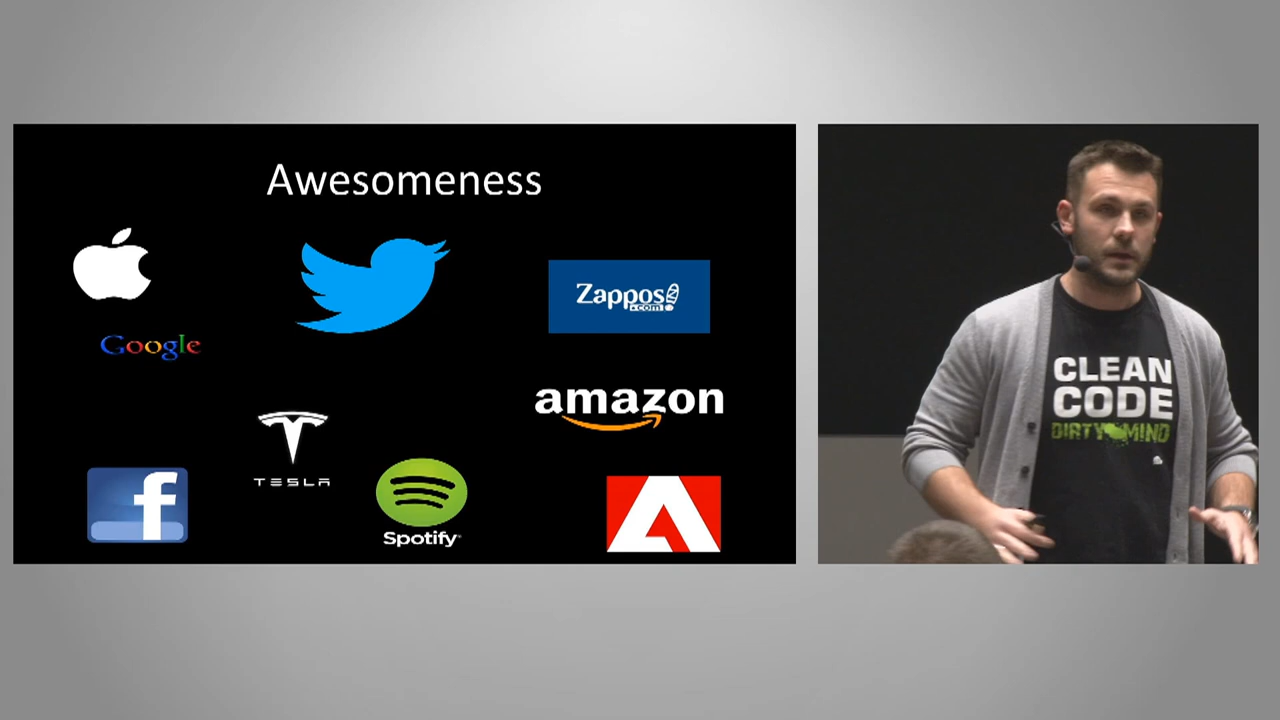 Awesomeness
Zappos
.com
Google
amazon
TESLA
f
Spotify
CLEAN
CODE
DIRTY MIND